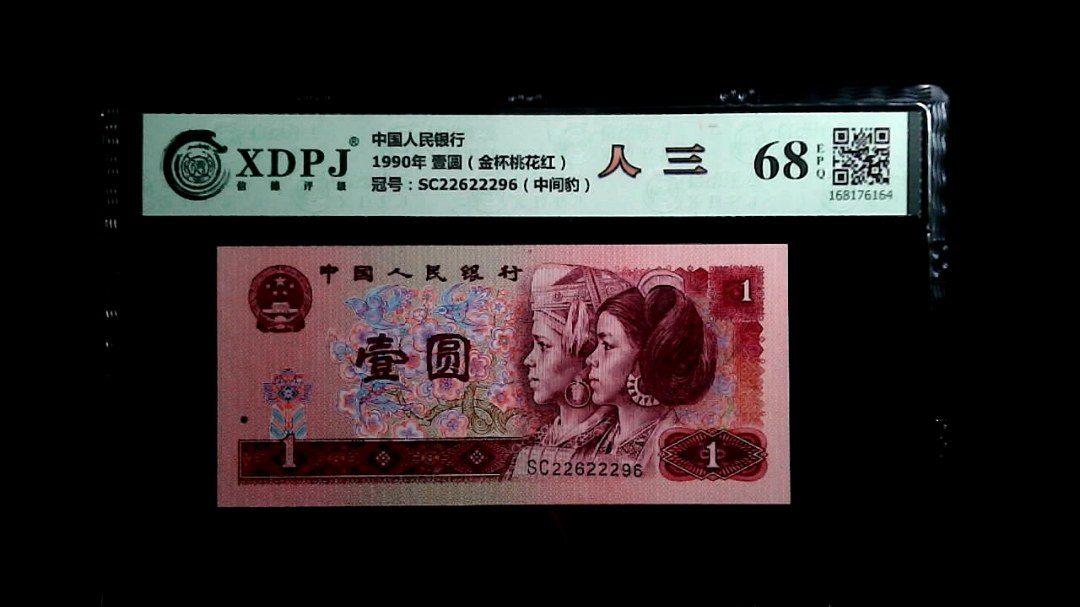 XDPJ®
信德评级
中国人民银行
1990年 壹圆（金杯桃花红）
冠号：SC22622296（中间豹）
人三
68
EPQ
168176164
中国人民银行
1
壹圆
1
SC22622296
1